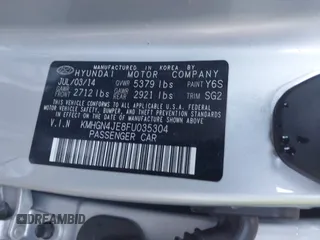 MFD. BY/IN KOREA
HYUNDAI MOTOR COMPANY
JUL/03/14 GVWR 5379 lbs PAINT Y6S
GAWR FRONT 2712 lbs GAWR REAR 2921 lbs TRIM SG2
THIS VEHICLE CONFORMS TO ALL APPLICABLE
FEDERAL MOTOR VEHICLE SAFETY BUMPER
AND THEFT PREVENTION STANDARDS IN EFFECT
ON THE DATE OF MANUFACTURE SHOWN ABOVE
V.I.N KMHGN4JE8FU035304
PASSENGER CAR
DREAMBID